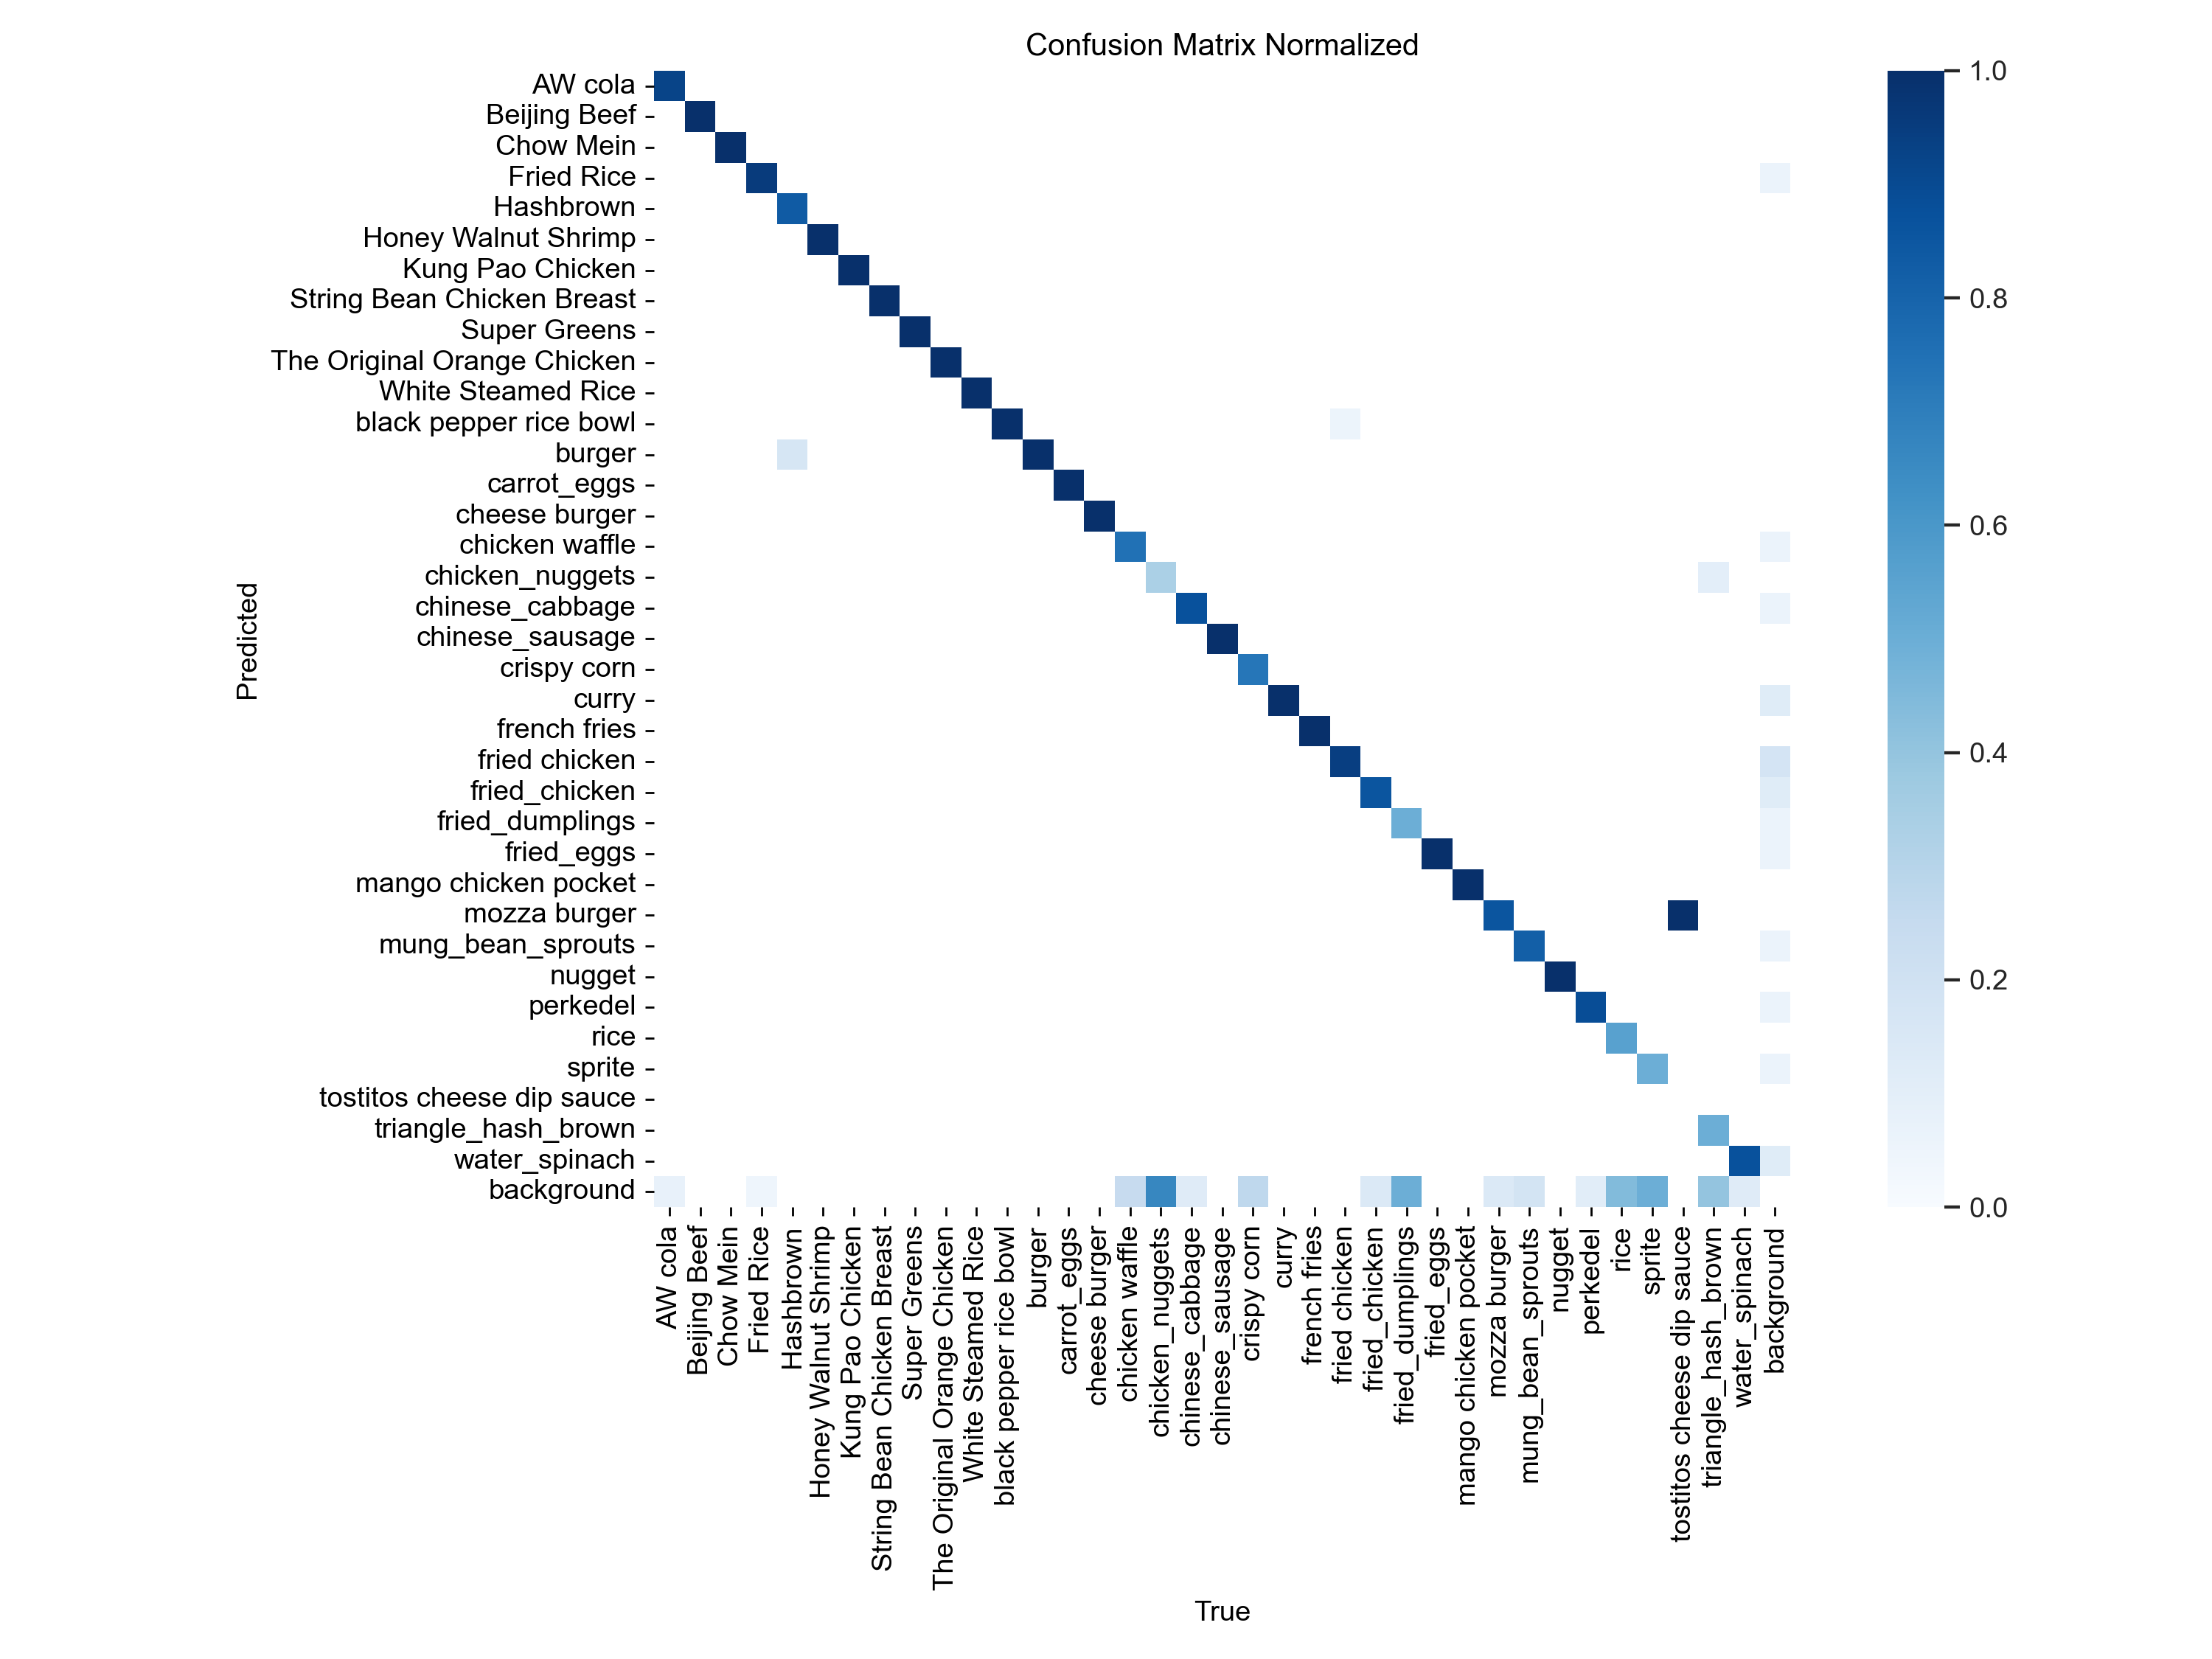 Confusion Matrix Normalized
AW cola
Beijing Beef
Chow Mein
Fried Rice
Hashbrown
Honey Walnut Shrimp
Kung Pao Chicken
String Bean Chicken Breast
Super Greens
The Original Orange Chicken
White Steamed Rice
black pepper rice bowl
burger
carrot_eggs
cheese burger
chicken waffle
chicken_nuggets
chinese_cabbage
chinese_sausage
crispy corn
curry
french fries
fried chicken
fried_chicken
fried_dumplings
fried_eggs
mango chicken pocket
mozza burger
mung_bean_sprouts
nugget
perkedel
rice
sprite
tostitos cheese dip sauce
triangle_hash_brown
water_spinach
background
Predicted
AW cola
Beijing Beef
Chow Mein
Fried Rice
Hashbrown
Honey Walnut Shrimp
Kung Pao Chicken
String Bean Chicken Breast
Super Greens
The Original Orange Chicken
White Steamed Rice
black pepper rice bowl
burger
carrot_eggs
cheese burger
chicken waffle
chicken_nuggets
chinese_cabbage
chinese_sausage
crispy corn
curry
french fries
fried chicken
fried_chicken
fried_dumplings
fried_eggs
mango chicken pocket
mozza burger
mung_bean_sprouts
nugget
perkedel
rice
sprite
tostitos cheese dip sauce
triangle_hash_brown
water_spinach
background
True
1.0
0.8
0.6
0.4
0.2
0.0